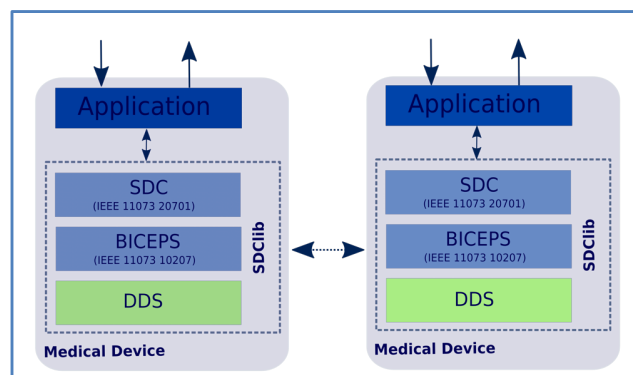 Application
SDC
(IEEE 11073 20701)
BICEPS
(IEEE 11073 10207)
DDS
SDClib
Medical Device
Application
SDC
(IEEE 11073 20701)
BICEPS
(IEEE 11073 10207)
DDS
SDClib
Medical Device